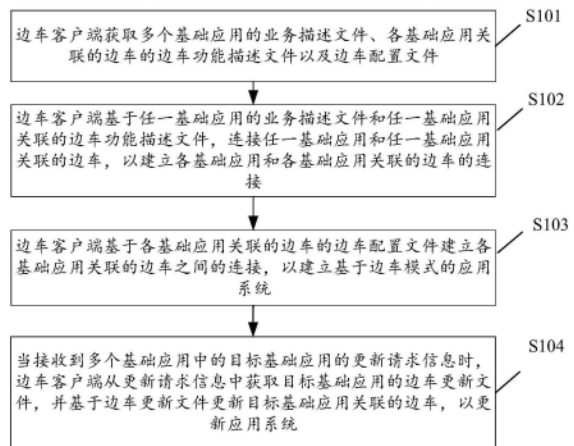 S101
边车客户端获取多个基础应用的业务描述文件、各基础应用关
联的边车的边车功能描述文件以及边车配置文件
S102
边车客户端基于任一基础应用的业务描述文件和任一基础应用
关联的边车功能描述文件，连接任一基础应用和任一基础应用
关联的边车，以建立各基础应用和各基础应用关联的边车的连
接
S103
边车客户端基于各基础应用关联的边车的边车配置文件建立各
基础应用关联的边车之间的连接，以建立基于边车模式的应用
系统
S104
当接收到多个基础应用中的目标基础应用的更新请求信息时，
边车客户端从更新请求信息中获取目标基础应用的边车更新文
件，并基于边车更新文件更新目标基础应用关联的边车，以更
新应用系统